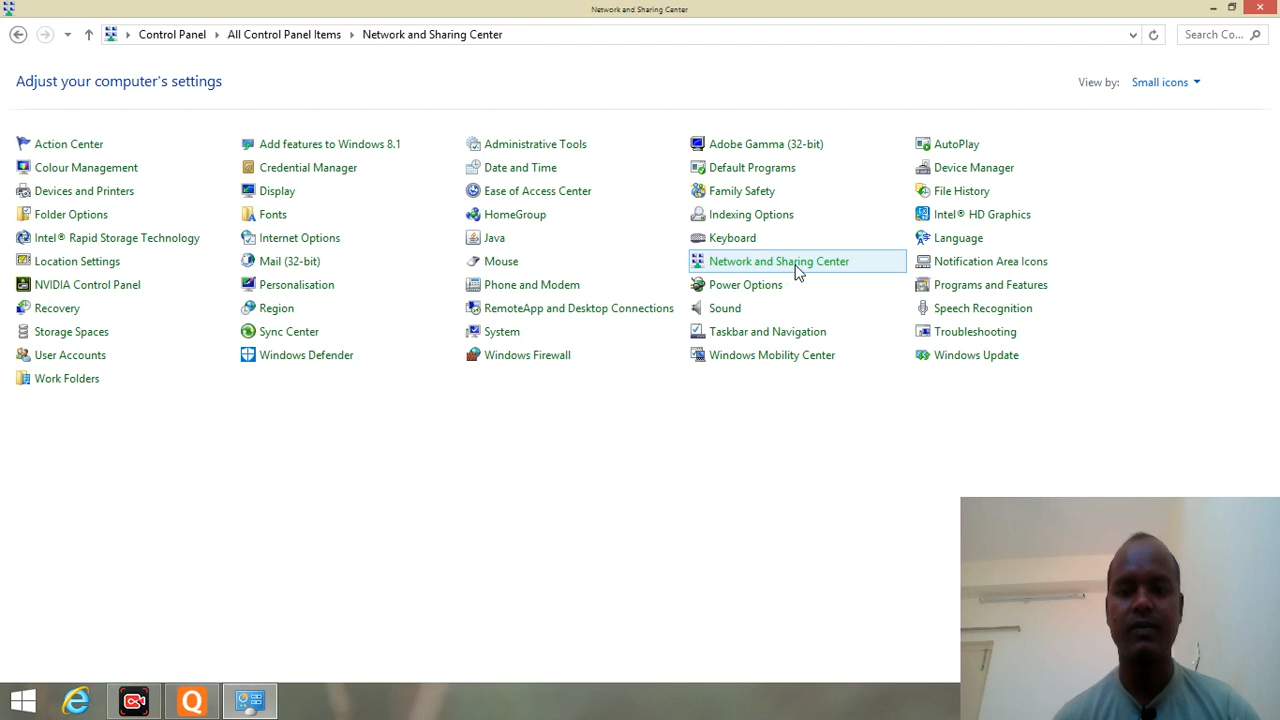 Network and Sharing Center
Control Panel All Control Panel Items Network and Sharing Center Search Co...
Adjust your computer's settings View by: Small icons
Action Center Add features to Windows 8.1 Administrative Tools Adobe Gamma (32-bit) AutoPlay
Colour Management Credential Manager Date and Time Default Programs Device Manager
Devices and Printers Display Ease of Access Center Family Safety File History
Folder Options Fonts HomeGroup Indexing Options Intel® HD Graphics
Intel® Rapid Storage Technology Internet Options Java Keyboard Language
Location Settings Mail (32-bit) Mouse Network and Sharing Center Notification Area Icons
NVIDIA Control Panel Personalisation Phone and Modem Power Options Programs and Features
Recovery Region RemoteApp and Desktop Connections Sound Speech Recognition
Storage Spaces Sync Center System Taskbar and Navigation Troubleshooting
User Accounts Windows Defender Windows Firewall Windows Mobility Center Windows Update
Work Folders